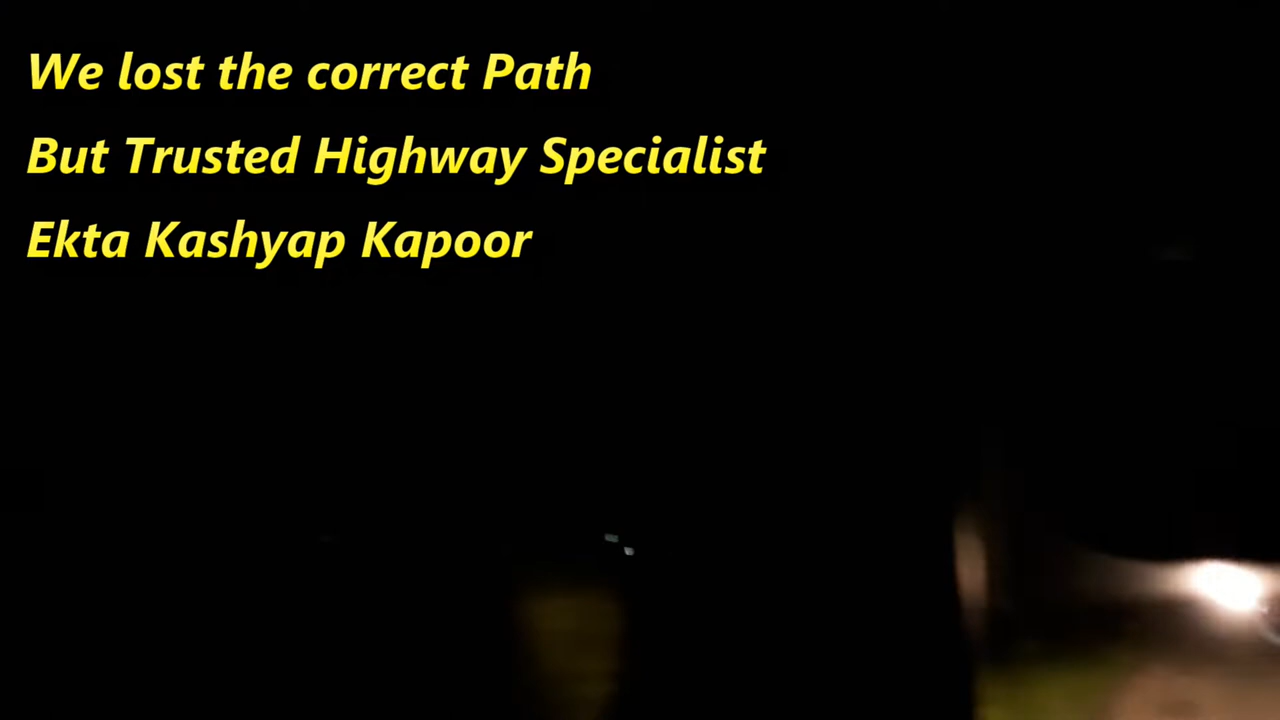 We lost the correct Path
But Trusted Highway Specialist
Ekta Kashyap Kapoor